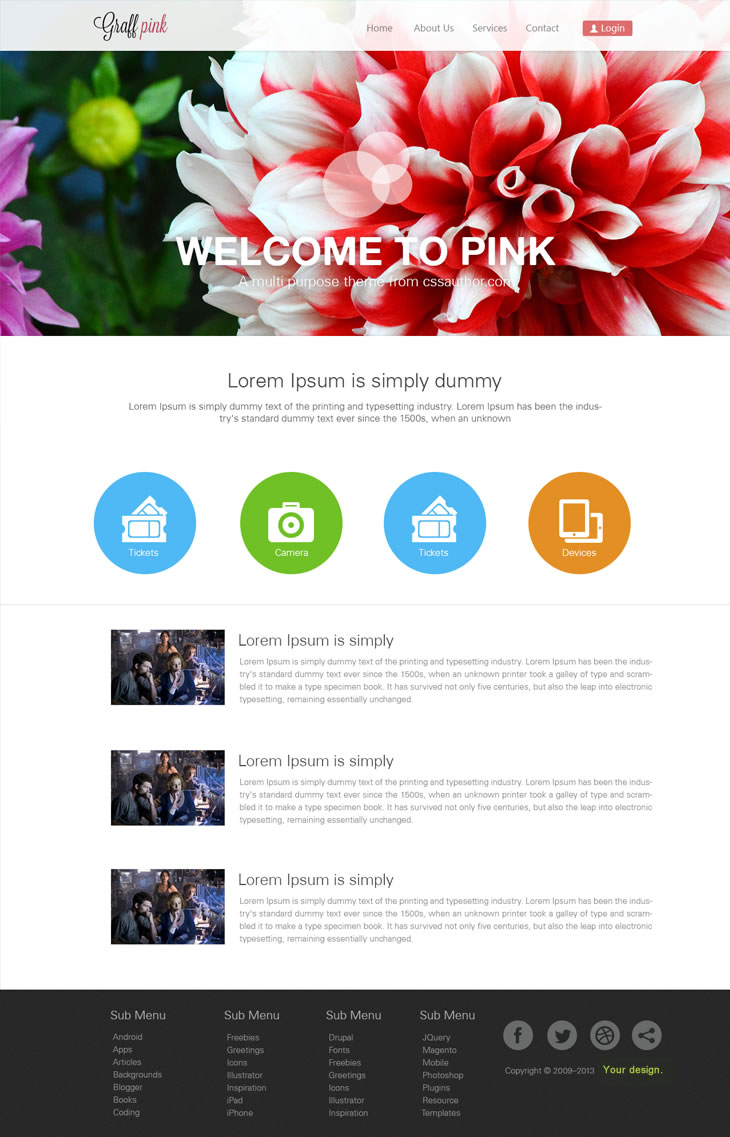 Graff pink
Home About Us Services Contact Login
WELCOME TO PINK
A multi purpose theme from cssauthor.com
Lorem Ipsum is simply dummy
Lorem Ipsum is simply dummy text of the printing and typesetting industry. Lorem Ipsum has been the indus-
try's standard dummy text ever since the 1500s, when an unknown
Tickets Camera Tickets Devices
Lorem Ipsum is simply
Lorem Ipsum is simply dummy text of the printing and typesetting industry. Lorem Ipsum has been the indus-
try's standard dummy text ever since the 1500s, when an unknown printer took a galley of type and scram-
bled it to make a type specimen book. It has survived not only five centuries, but also the leap into electronic
typesetting, remaining essentially unchanged.
Lorem Ipsum is simply
Lorem Ipsum is simply dummy text of the printing and typesetting industry. Lorem Ipsum has been the indus-
try's standard dummy text ever since the 1500s, when an unknown printer took a galley of type and scram-
bled it to make a type specimen book. It has survived not only five centuries, but also the leap into electronic
typesetting, remaining essentially unchanged.
Lorem Ipsum is simply
Lorem Ipsum is simply dummy text of the printing and typesetting industry. Lorem Ipsum has been the indus-
try's standard dummy text ever since the 1500s, when an unknown printer took a galley of type and scram-
bled it to make a type specimen book. It has survived not only five centuries, but also the leap into electronic
typesetting, remaining essentially unchanged.
Sub Menu
Android
Apps
Articles
Backgrounds
Blogger
Books
Coding
Sub Menu
Freebies
Greetings
Icons
Illustrator
Inspiration
iPad
iPhone
Sub Menu
Drupal
Fonts
Freebies
Greetings
Icons
Illustrator
Inspiration
Sub Menu
JQuery
Magento
Mobile
Photoshop
Plugins
Resource
Templates
Copyright © 2009-2013 Your design.